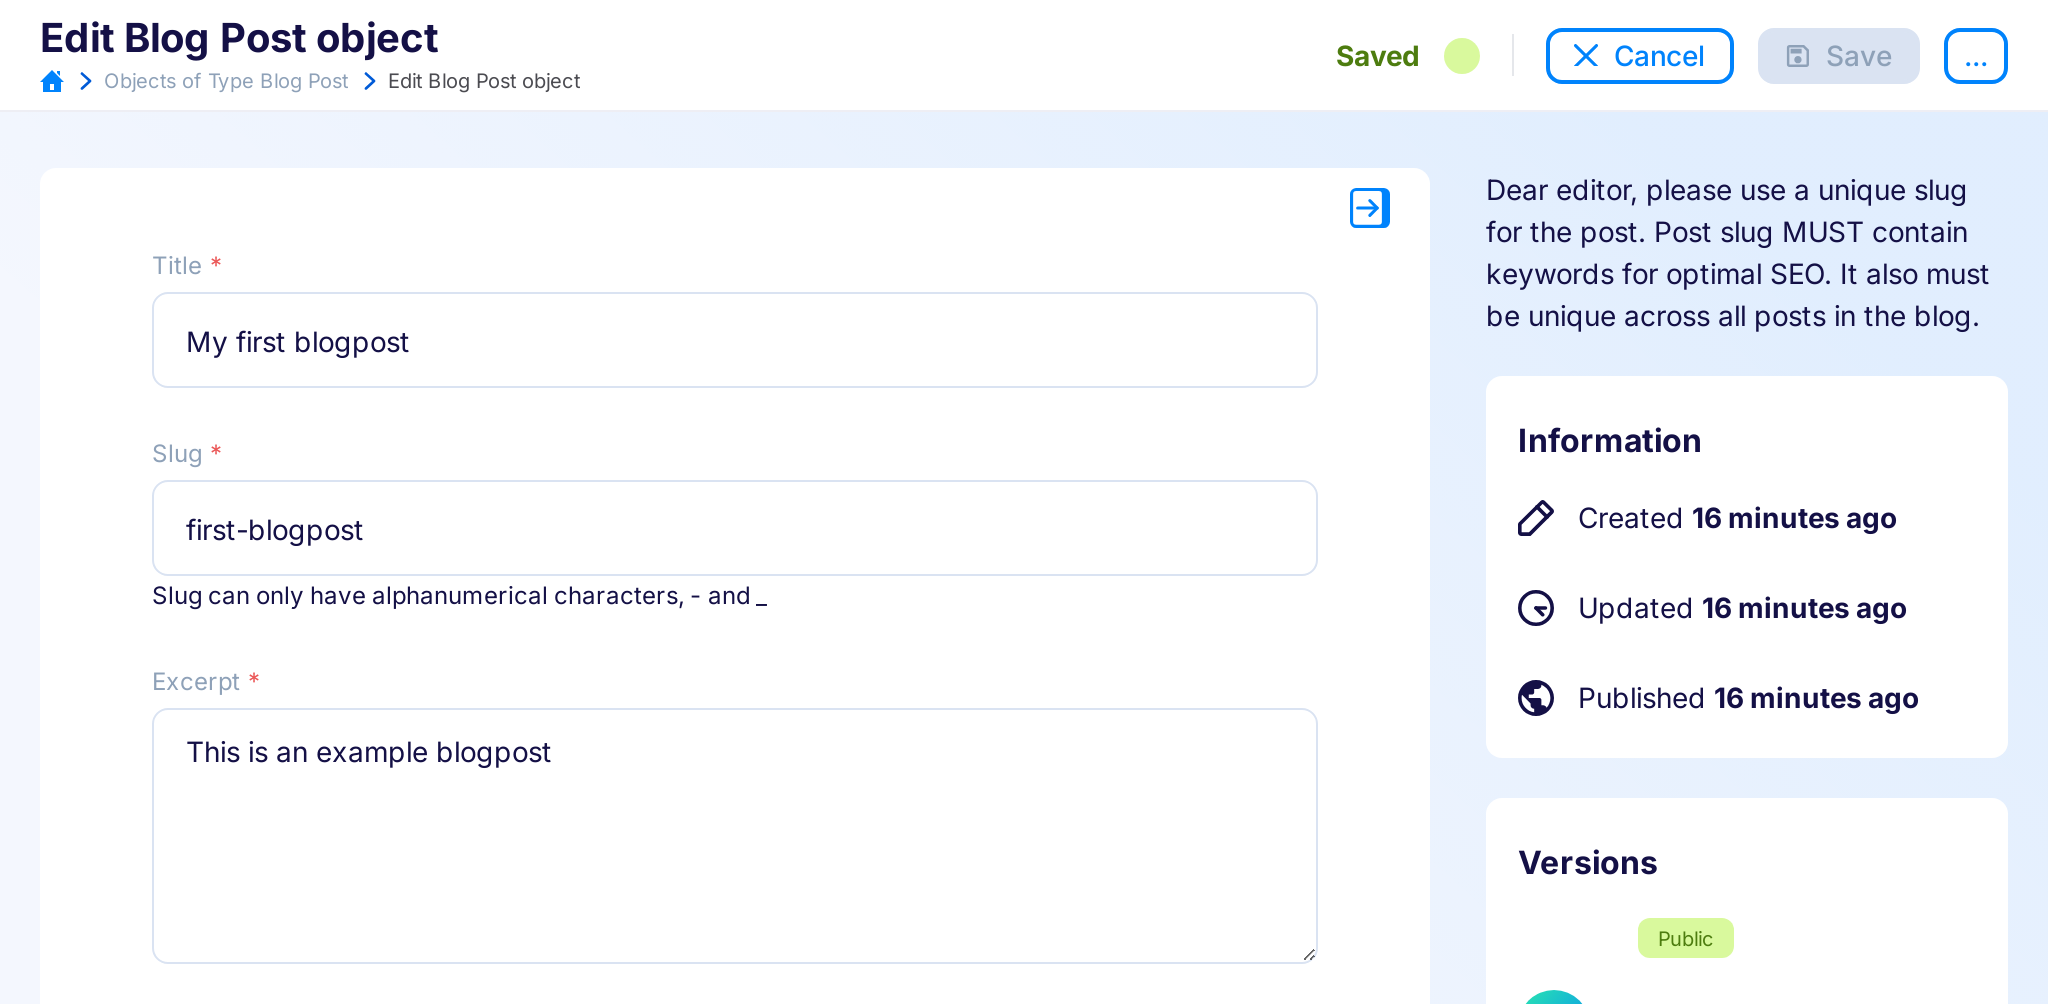 Edit Blog Post object
Objects of Type Blog Post Edit Blog Post object
Saved
Cancel
Save
...
Title *
My first blogpost
Slug *
first-blogpost
Slug can only have alphanumerical characters, - and _
Excerpt *
This is an example blogpost
Dear editor, please use a unique slug
for the post. Post slug MUST contain
keywords for optimal SEO. It also must
be unique across all posts in the blog.
Information
Created 16 minutes ago
Updated 16 minutes ago
Published 16 minutes ago
Versions
Public